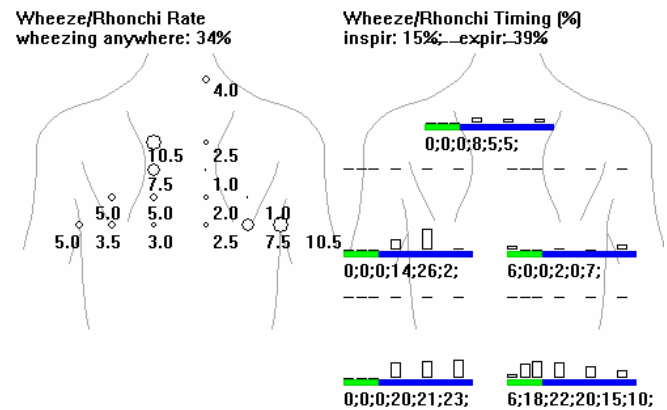 Wheeze/Rhonchi Rate
wheezing anywhere: 34%
4.0
10.5 2.5
7.5 1.0
5.0 5.0 2.0 1.0
5.0 3.5 3.0 2.5 7.5 10.5
Wheeze/Rhonchi Timing (%)
inspir: 15%; expir: 39%
0;0;0;8;5;5;
0;0;0;14;26;2; 6;0;0;2;0;7;
0;0;0;20;21;23; 6;18;22;20;15;10;